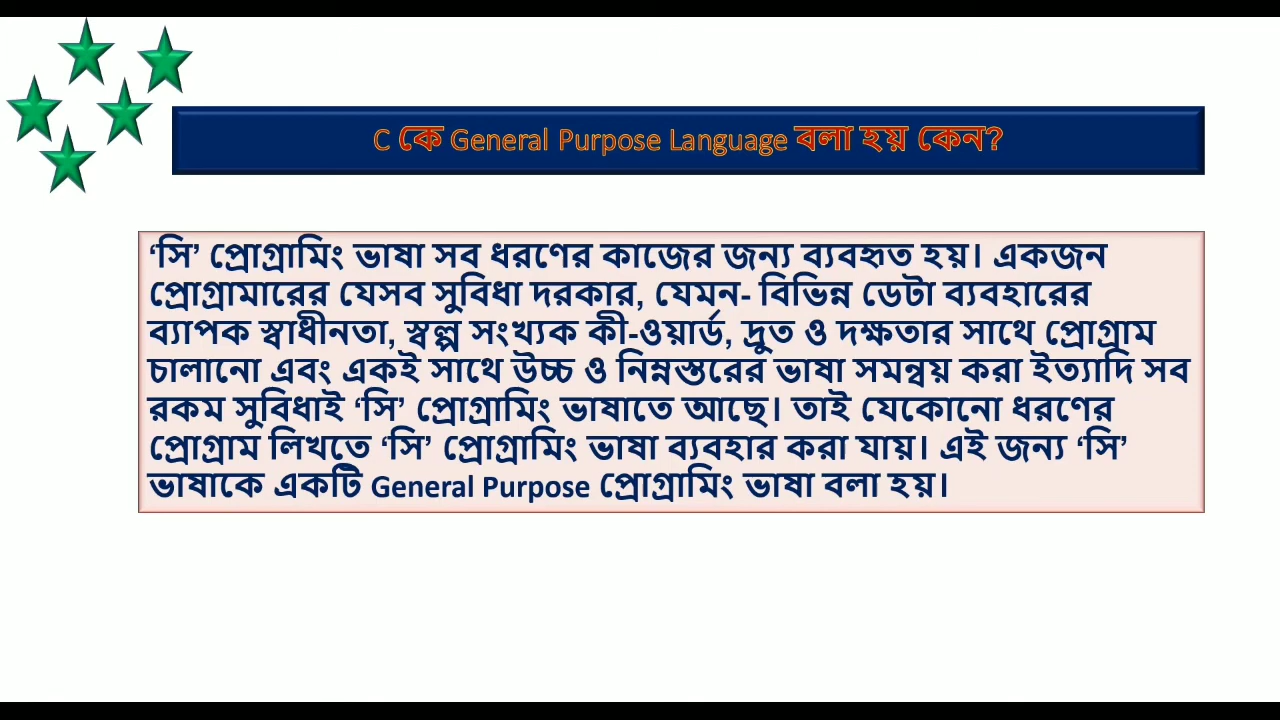 C কে General Purpose Language বলা হয় কেন?
‘সি’ প্রোগ্রামিং ভাষা সব ধরণের কাজের জন্য ব্যবহৃত হয়। একজন
প্রোগ্রামারের যেসব সুবিধা দরকার, যেমন- বিভিন্ন ডেটা ব্যবহারের
ব্যাপক স্বাধীনতা, স্বল্প সংখ্যক কী-ওয়ার্ড, দ্রুত ও দক্ষতার সাথে প্রোগ্রাম
চালানো এবং একই সাথে উচ্চ ও নিম্নস্তরের ভাষা সমন্বয় করা ইত্যাদি সব
রকম সুবিধাই ‘সি’ প্রোগ্রামিং ভাষাতে আছে। তাই যেকোনো ধরণের
প্রোগ্রাম লিখতে ‘সি’ প্রোগ্রামিং ভাষা ব্যবহার করা যায়। এই জন্য ‘সি’
ভাষাকে একটি General Purpose প্রোগ্রামিং ভাষা বলা হয়।